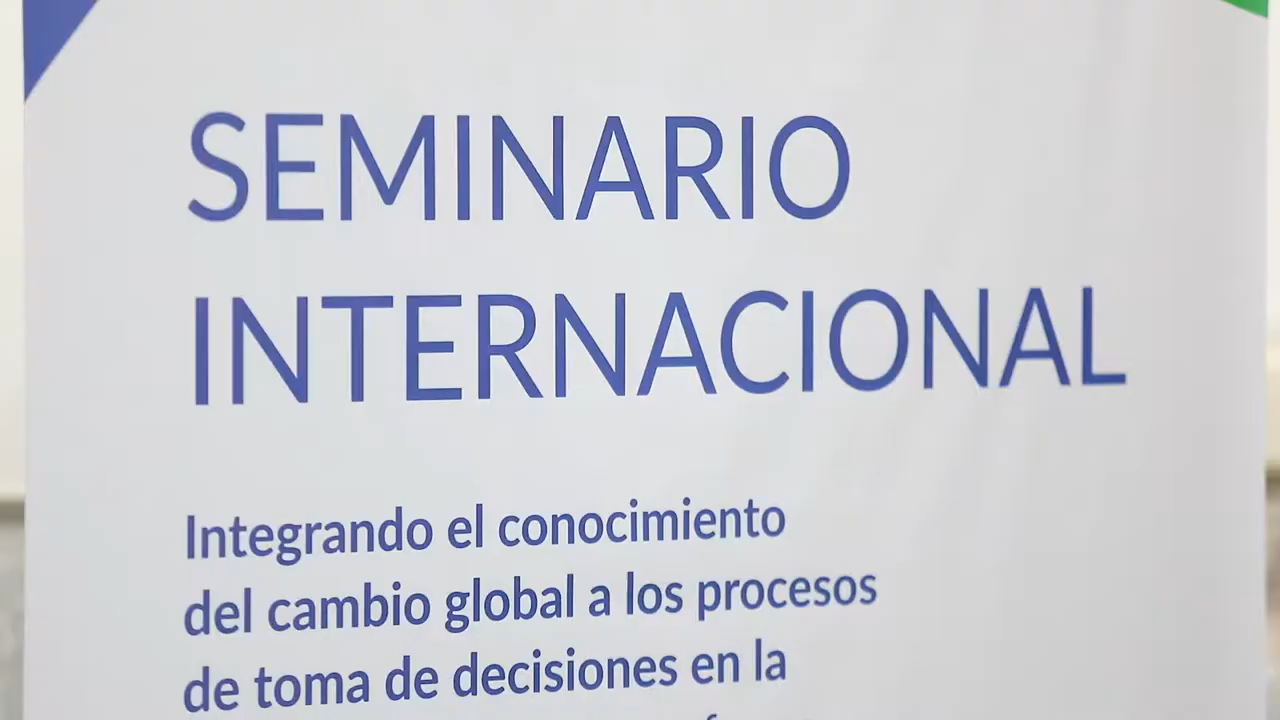 SEMINARIO
INTERNACIONAL
Integrando el conocimiento
del cambio global a los procesos
de toma de decisiones en la